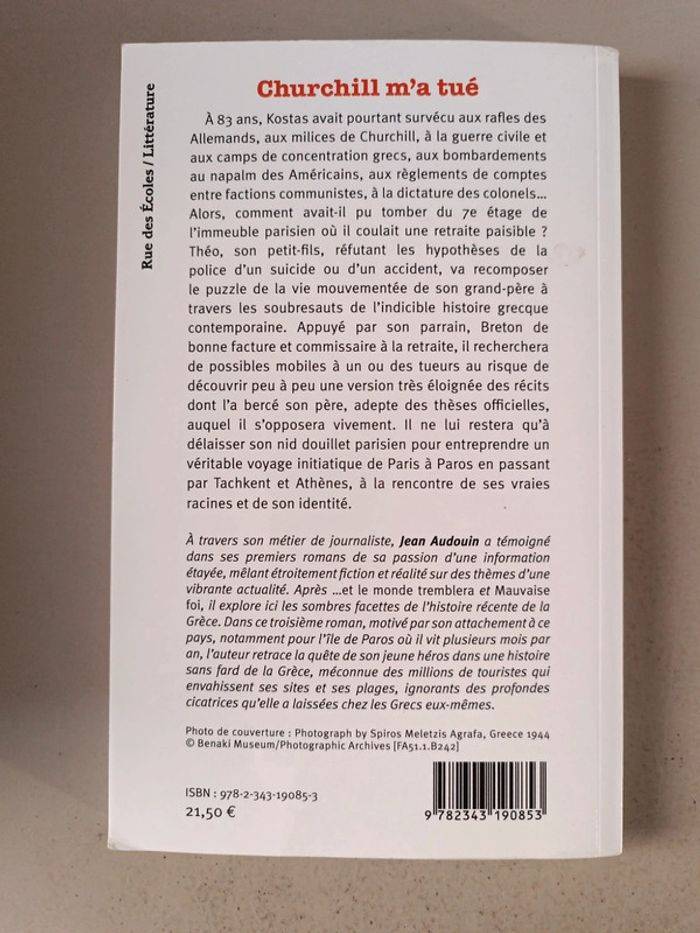 Rue des Écoles / Littérature
Churchill m'a tué
À 83 ans, Kostas avait pourtant survécu aux rafles des
Allemands, aux milices de Churchill, à la guerre civile et
aux camps de concentration grecs, aux bombardements
au napalm des Américains, aux règlements de comptes
entre factions communistes, à la dictature des colonels...
Alors, comment avait-il pu tomber du 7e étage de
l'immeuble parisien où il coulait une retraite paisible ?
Théo, son petit-fils, réfutant les hypothèses de la
police d'un suicide ou d'un accident, va recomposer
le puzzle de la vie mouvementée de son grand-père à
travers les soubresauts de l'indicible histoire grecque
contemporaine. Appuyé par son parrain, Breton de
bonne facture et commissaire à la retraite, il recherchera
de possibles mobiles à un ou des tueurs au risque de
découvrir peu à peu une version très éloignée des récits
dont l'a bercé son père, adepte des thèses officielles,
auquel il s'opposera vivement. Il ne lui restera qu'à
délaisser son nid douillet parisien pour entreprendre un
véritable voyage initiatique de Paris à Paros en passant
par Tachkent et Athènes, à la rencontre de ses vraies
racines et de son identité.
À travers son métier de journaliste, Jean Audouin a témoigné
dans ses premiers romans de sa passion d'une information
étayée, mêlant étroitement fiction et réalité sur des thèmes d'une
vibrante actualité. Après ...et le monde tremblera et Mauvaise
foi, il explore ici les sombres facettes de l'histoire récente de la
Grèce. Dans ce troisième roman, motivé par son attachement à ce
pays, notamment pour l'île de Paros où il vit plusieurs mois par
an, l'auteur retrace la quête de son jeune héros dans une histoire
sans fard de la Grèce, méconnue des millions de touristes qui
envahissent ses sites et ses plages, ignorants des profondes
cicatrices qu'elle a laissées chez les Grecs eux-mêmes.
Photo de couverture : Photograph by Spiros Meletzis Agrafa, Greece 1944
© Benaki Museum/Photographic Archives [FA51.1.B242]
ISBN : 978-2-343-19085-3
21,50 €
9 782343 190853